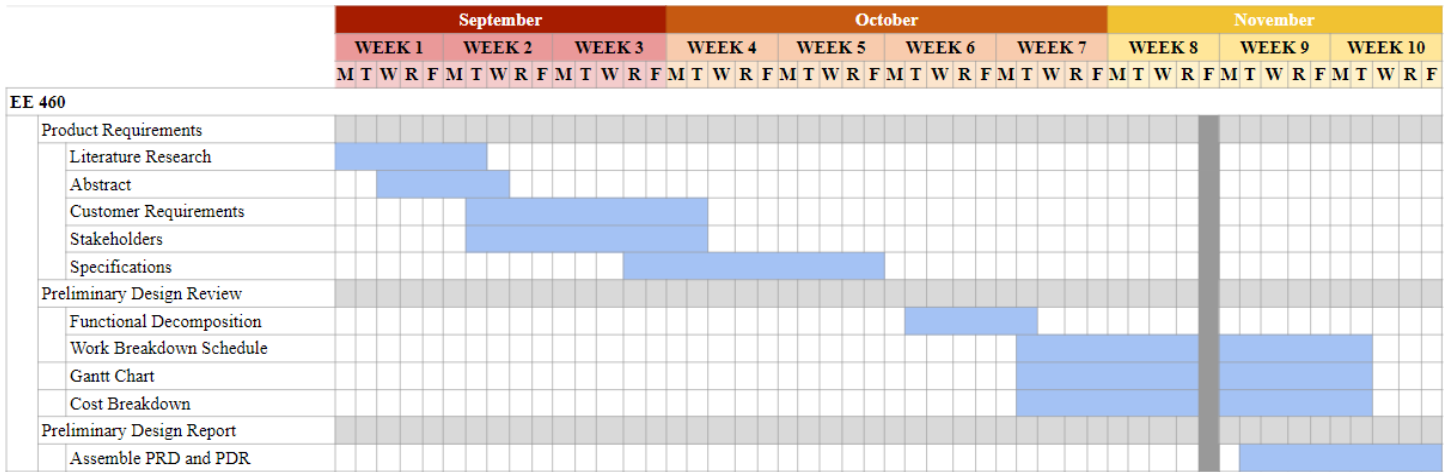 September October November
WEEK 1 WEEK 2 WEEK 3 WEEK 4 WEEK 5 WEEK 6 WEEK 7 WEEK 8 WEEK 9 WEEK 10
M T W R F M T W R F M T W R F M T W R F M T W R F M T W R F M T W R F M T W R F M T W R F M T W R F
EE 460
Product Requirements
Literature Research
Abstract
Customer Requirements
Stakeholders
Specifications
Preliminary Design Review
Functional Decomposition
Work Breakdown Schedule
Gantt Chart
Cost Breakdown
Preliminary Design Report
Assemble PRD and PDR